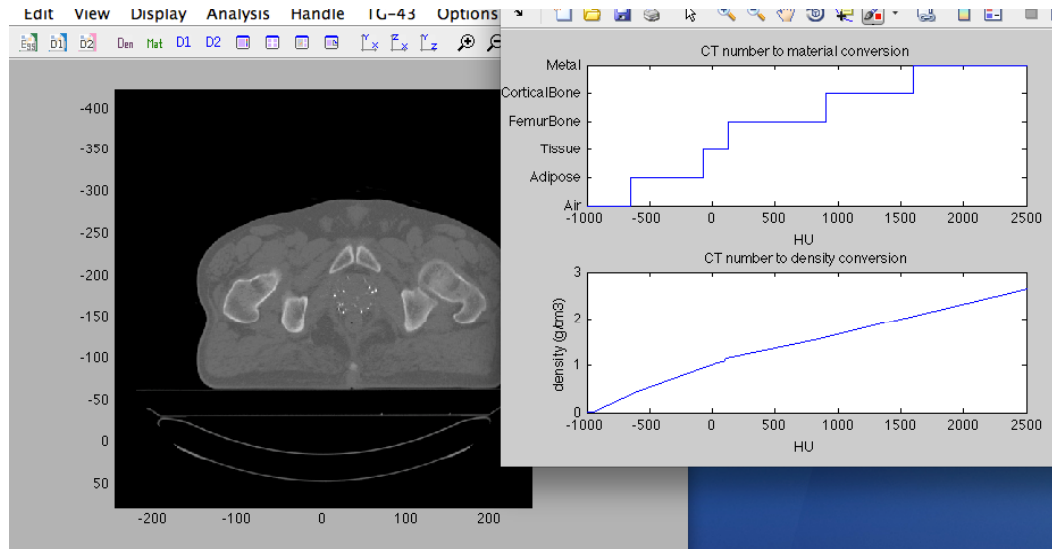 Edit View Display Analysis Handle TG-43 Options
Egs D1 D2 Den Mat D1 D2 Y x Z x Y z
-400
-350
-300
-250
-200
-150
-100
-50
0
50
-200 -100 0 100 200
CT number to material conversion
Metal
CorticalBone
FemurBone
Tissue
Adipose
Air
-1000 -500 0 500 1000 1500 2000 2500
HU
CT number to density conversion
3
2
1
0
density (g/cm3)
-1000 -500 0 500 1000 1500 2000 2500
HU